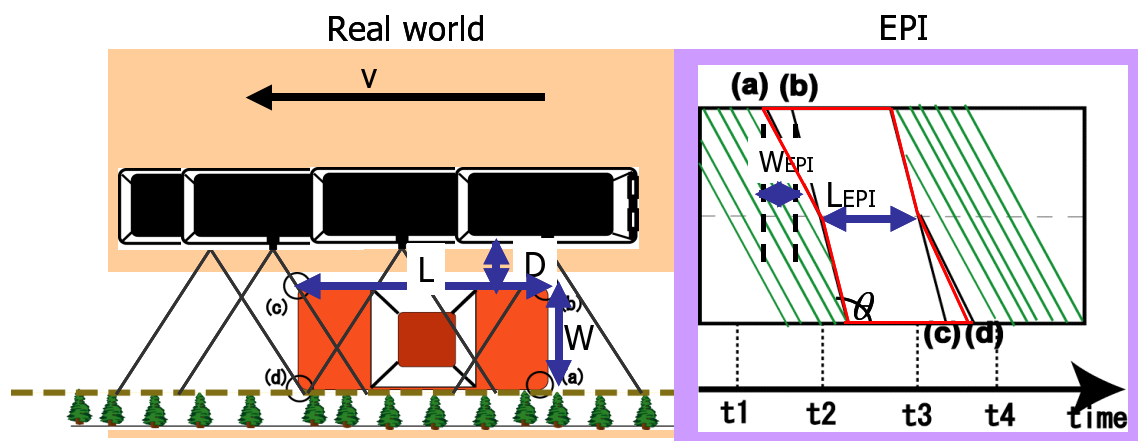 Real world
v
L
D
W
(c)
(b)
(d)
(a)
EPI
(a) (b)
WEPI
LEPI
θ
(c)(d)
t1
t2
t3
t4
time